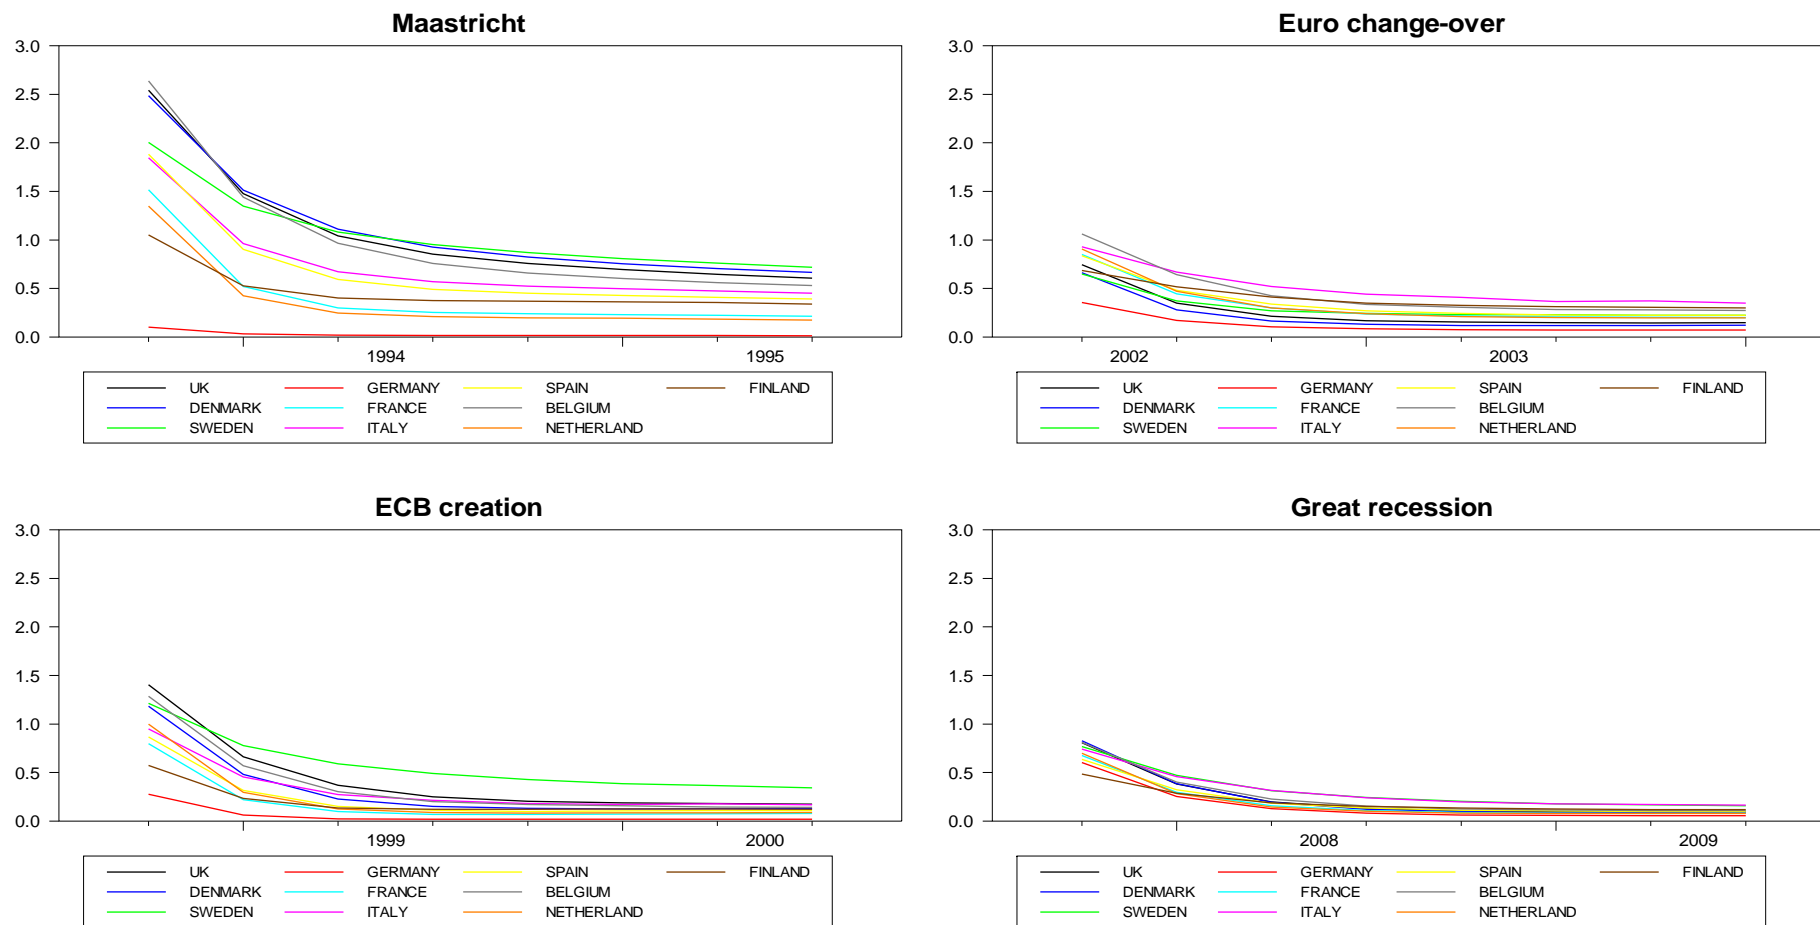 Maastricht
3.0
2.5
2.0
1.5
1.0
0.5
0.0
1994 1995
UK GERMANY SPAIN FINLAND
DENMARK FRANCE BELGIUM
SWEDEN ITALY NETHERLAND
Euro change-over
3.0
2.5
2.0
1.5
1.0
0.5
0.0
2002 2003
UK GERMANY SPAIN FINLAND
DENMARK FRANCE BELGIUM
SWEDEN ITALY NETHERLAND
ECB creation
3.0
2.5
2.0
1.5
1.0
0.5
0.0
1999 2000
UK GERMANY SPAIN FINLAND
DENMARK FRANCE BELGIUM
SWEDEN ITALY NETHERLAND
Great recession
3.0
2.5
2.0
1.5
1.0
0.5
0.0
2008 2009
UK GERMANY SPAIN FINLAND
DENMARK FRANCE BELGIUM
SWEDEN ITALY NETHERLAND